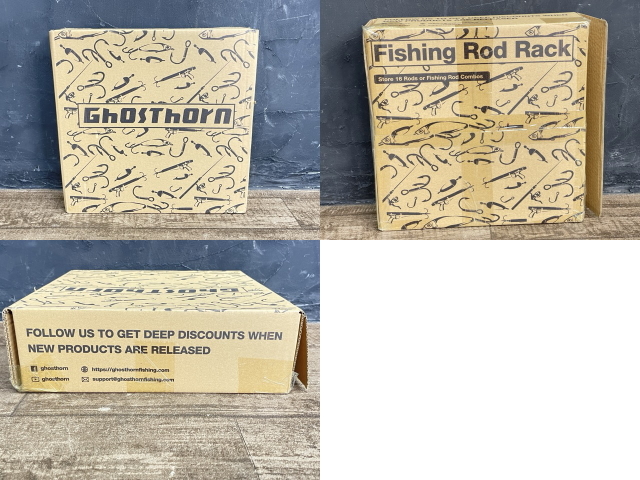 Ghosthorn
Fishing Rod Rack
Store 16 Rods or Fishing Rod Combos
Ghosthorn
FOLLOW US TO GET DEEP DISCOUNTS WHEN
NEW PRODUCTS ARE RELEASED
ghosthorn https://ghosthornfishing.com
ghosthorn support@ghosthornfishing.com